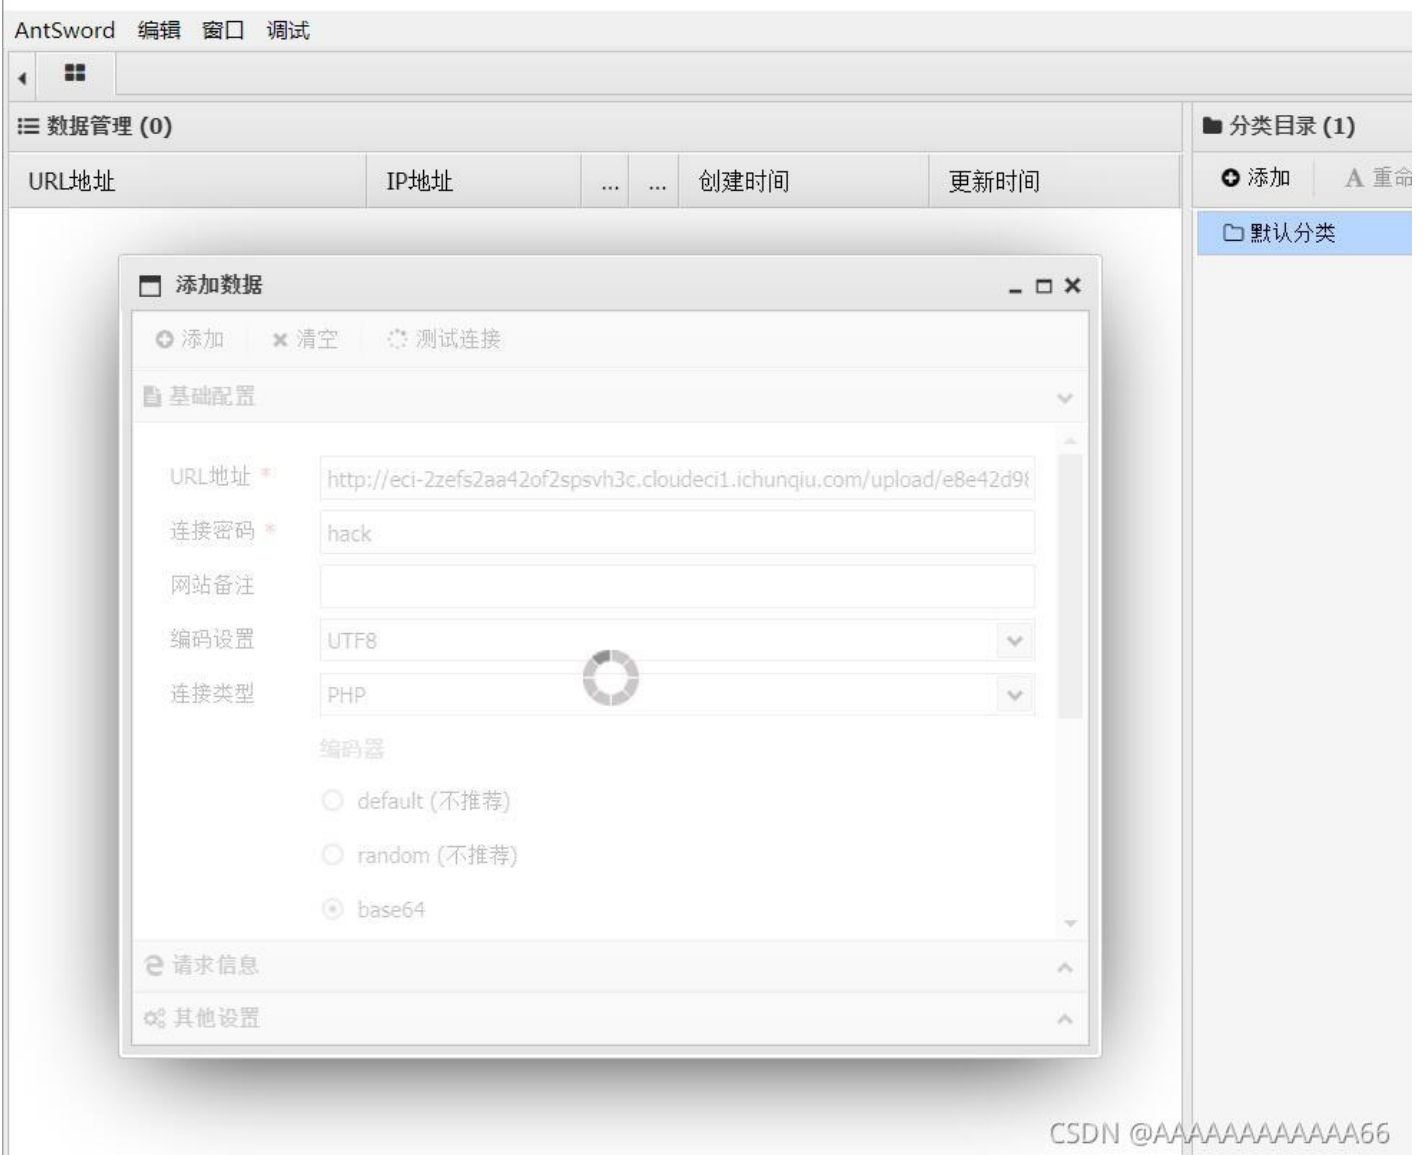 AntSword 编辑 窗口 调试
数据管理 (0)
分类目录 (1)
URL地址 IP地址 ... ... 创建时间 更新时间
添加 A 重命
默认分类
添加数据
添加 清空 测试连接
基础配置
URL地址 * http://eci-2zefs2aa42of2spsvh3c.cloudeci1.ichunqiu.com/upload/e8e42d98
连接密码 * hack
网站备注
编码设置 UTF8
连接类型 PHP
编码器
default (不推荐)
random (不推荐)
base64
请求信息
其他设置
CSDN @AAAAAAAAAAAA66